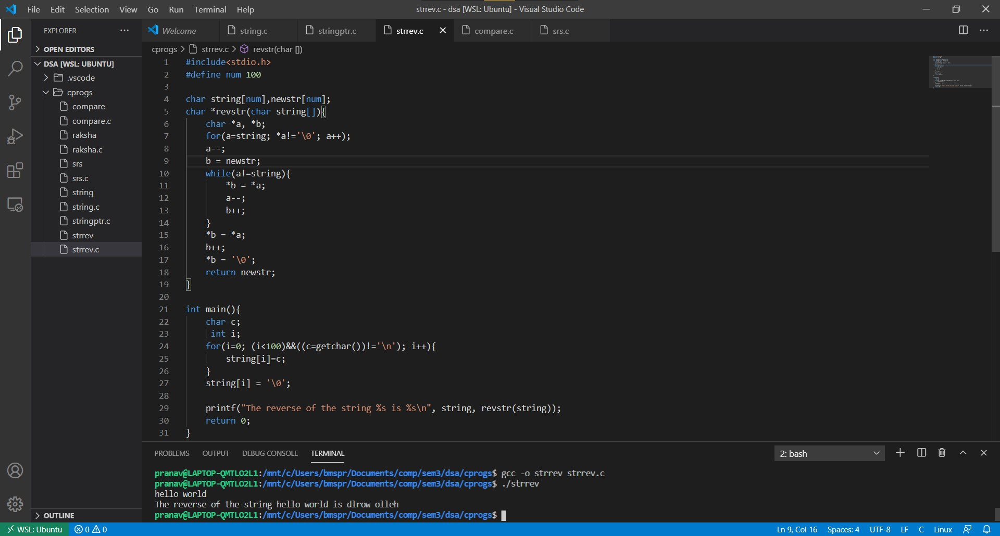 File Edit Selection View Go Run Terminal Help
strrev.c - dsa [WSL: Ubuntu] - Visual Studio Code
EXPLORER
OPEN EDITORS
DSA [WSL: UBUNTU]
.vscode
cprogs
compare
compare.c
raksha
raksha.c
srs
srs.c
string
string.c
stringptr.c
strrev
strrev.c
OUTLINE
Welcome string.c stringptr.c strrev.c compare.c srs.c
cprogs > strrev.c > revstr(char [])
1 #include<stdio.h>
2 #define num 100
3
4 char string[num],newstr[num];
5 char *revstr(char string[]){
6     char *a, *b;
7     for(a=string; *a!='\0'; a++);
8     a--;
9     b = newstr;
10     while(a!=string){
11         *b = *a;
12         a--;
13         b++;
14     }
15     *b = *a;
16     b++;
17     *b = '\0';
18     return newstr;
19 }
20
21 int main(){
22     char c;
23      int i;
24     for(i=0; (i<100)&&((c=getchar())!='\n'); i++){
25         string[i]=c;
26     }
27     string[i] = '\0';
28
29     printf("The reverse of the string %s is %s\n", string, revstr(string));
30     return 0;
31 }
PROBLEMS OUTPUT DEBUG CONSOLE TERMINAL
2: bash
pranav@LAPTOP-QMTLO2L1:/mnt/c/Users/bmspr/Documents/comp/sem3/dsa/cprogs$ gcc -o strrev strrev.c
pranav@LAPTOP-QMTLO2L1:/mnt/c/Users/bmspr/Documents/comp/sem3/dsa/cprogs$ ./strrev
hello world
The reverse of the string hello world is dlrow olleh
pranav@LAPTOP-QMTLO2L1:/mnt/c/Users/bmspr/Documents/comp/sem3/dsa/cprogs$
WSL: Ubuntu 0 0 Ln 9, Col 16 Spaces: 4 UTF-8 LF C Linux